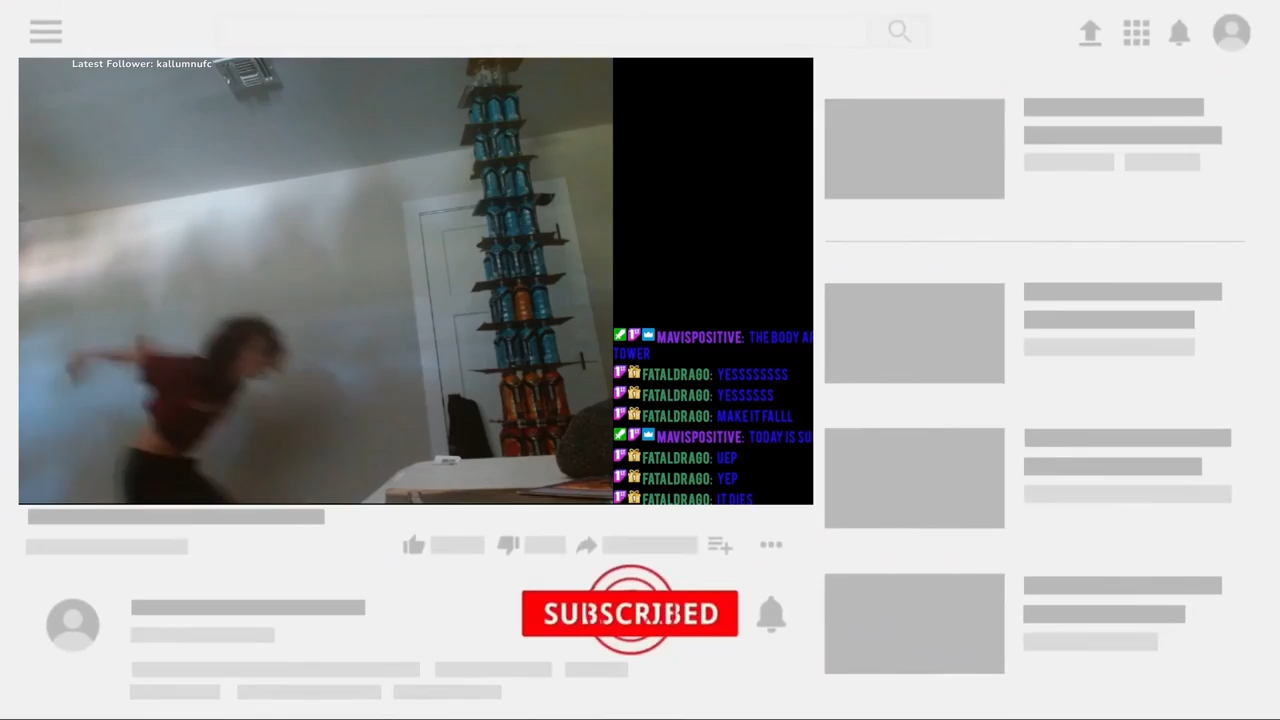 Latest Follower: kallumnufc
MAVISPOSITIVE: THE BODY
TOWER
FATALDRAGO: YESSSSSSSS
FATALDRAGO: YESSSSSS
FATALDRAGO: MAKE IT FALLL
MAVISPOSITIVE: TODAY IS
FATALDRAGO: UEP
FATALDRAGO: YEP
FATALDRAGO: IT DIES
SUBSCRIBED